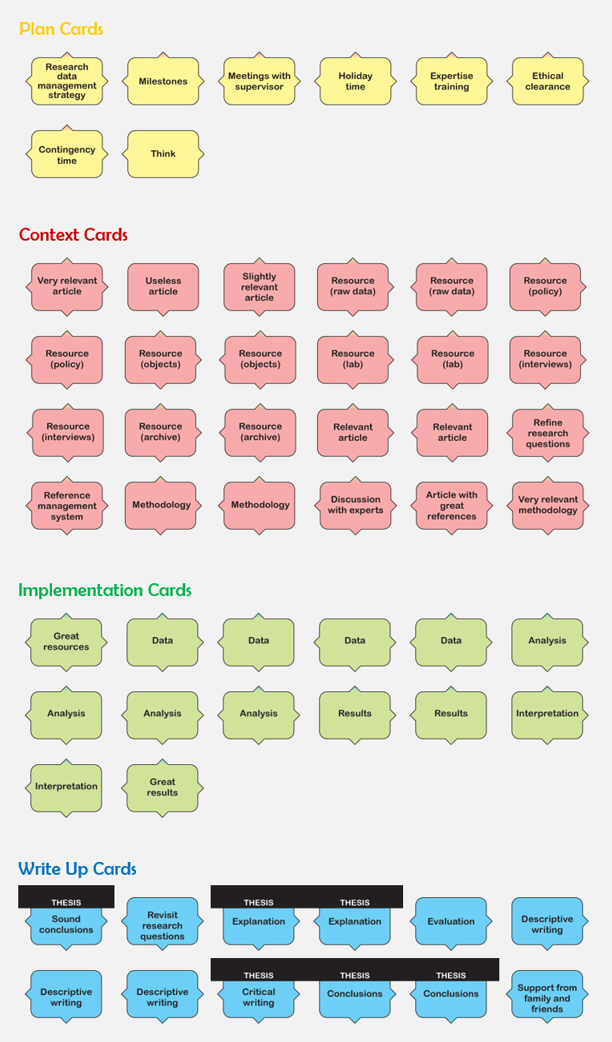 Plan Cards
Research
data
management
strategy
Milestones
Meetings with
supervisor
Holiday
time
Expertise
training
Ethical
clearance
Contingency
time
Think
Context Cards
Very relevant
article
Useless
article
Slightly
relevant
article
Resource
(raw data)
Resource
(raw data)
Resource
(policy)
Resource
(policy)
Resource
(objects)
Resource
(objects)
Resource
(lab)
Resource
(lab)
Resource
(interviews)
Resource
(interviews)
Resource
(archive)
Resource
(archive)
Relevant
article
Relevant
article
Refine
research
questions
Reference
management
system
Methodology
Methodology
Discussion
with experts
Article with
great
references
Very relevant
methodology
Implementation Cards
Great
resources
Data
Data
Data
Data
Analysis
Analysis
Analysis
Analysis
Results
Results
Interpretation
Interpretation
Great
results
Write Up Cards
THESIS
Sound
conclusions
Revisit
research
questions
THESIS
Explanation
THESIS
Explanation
Evaluation
Descriptive
writing
Descriptive
writing
Descriptive
writing
THESIS
Critical
writing
THESIS
Conclusions
THESIS
Conclusions
Support from
family and
friends